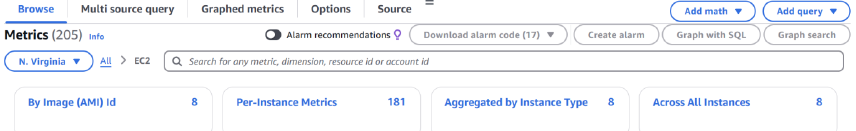 Browse Multi source query Graphed metrics Options Source Add math ▼ Add query ▼
Metrics (205) Info Alarm recommendations Download alarm code (17) ▼ Create alarm Graph with SQL Graph search
N. Virginia ▼ All > EC2 Search for any metric, dimension, resource id or account id
By Image (AMI) Id 8 Per-Instance Metrics 181 Aggregated by Instance Type 8 Across All Instances 8